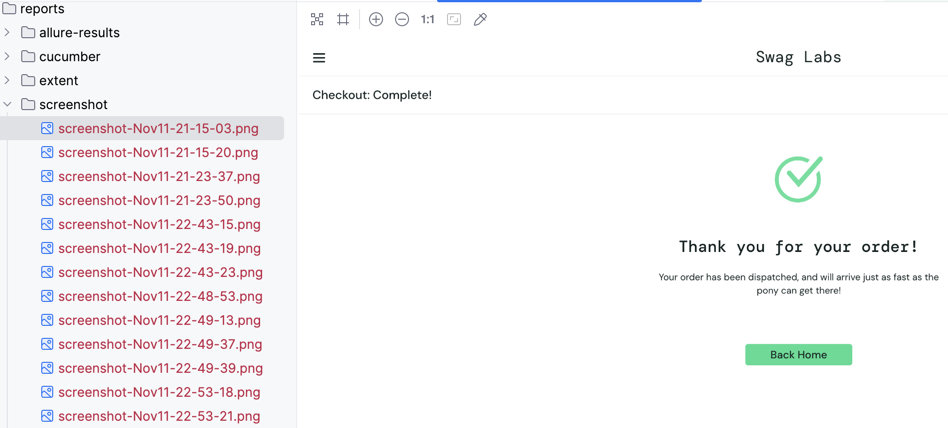 reports
allure-results
cucumber
extent
screenshot
screenshot-Nov11-21-15-03.png
screenshot-Nov11-21-15-20.png
screenshot-Nov11-21-23-37.png
screenshot-Nov11-21-23-50.png
screenshot-Nov11-22-43-15.png
screenshot-Nov11-22-43-19.png
screenshot-Nov11-22-43-23.png
screenshot-Nov11-22-48-53.png
screenshot-Nov11-22-49-13.png
screenshot-Nov11-22-49-37.png
screenshot-Nov11-22-49-39.png
screenshot-Nov11-22-53-18.png
screenshot-Nov11-22-53-21.png
1:1
Swag Labs
Checkout: Complete!
Thank you for your order!
Your order has been dispatched, and will arrive just as fast as the
pony can get there!
Back Home